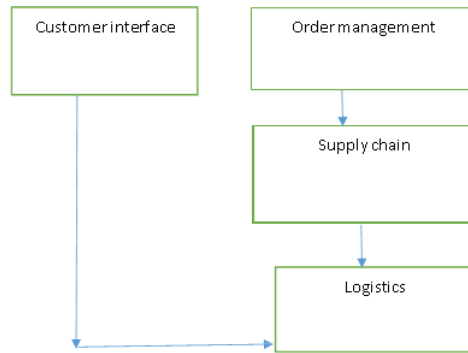 Customer interface
Order management
Supply chain
Logistics